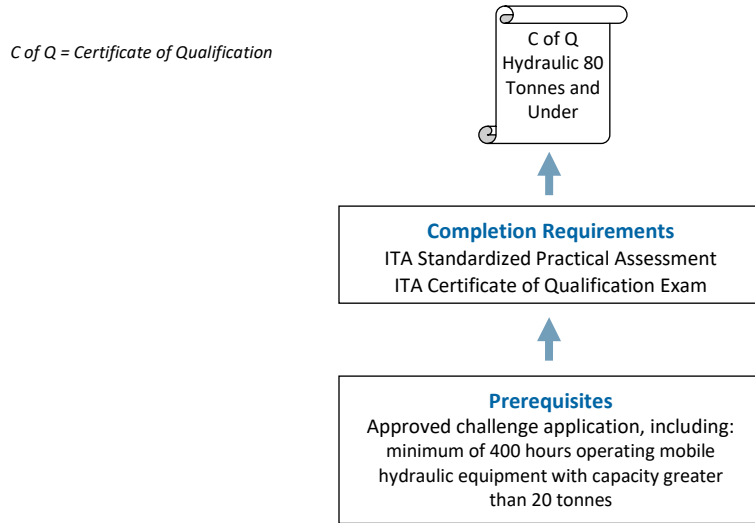 C of Q = Certificate of Qualification
C of Q
Hydraulic 80
Tonnes and
Under
Completion Requirements
ITA Standardized Practical Assessment
ITA Certificate of Qualification Exam
Prerequisites
Approved challenge application, including:
minimum of 400 hours operating mobile
hydraulic equipment with capacity greater
than 20 tonnes